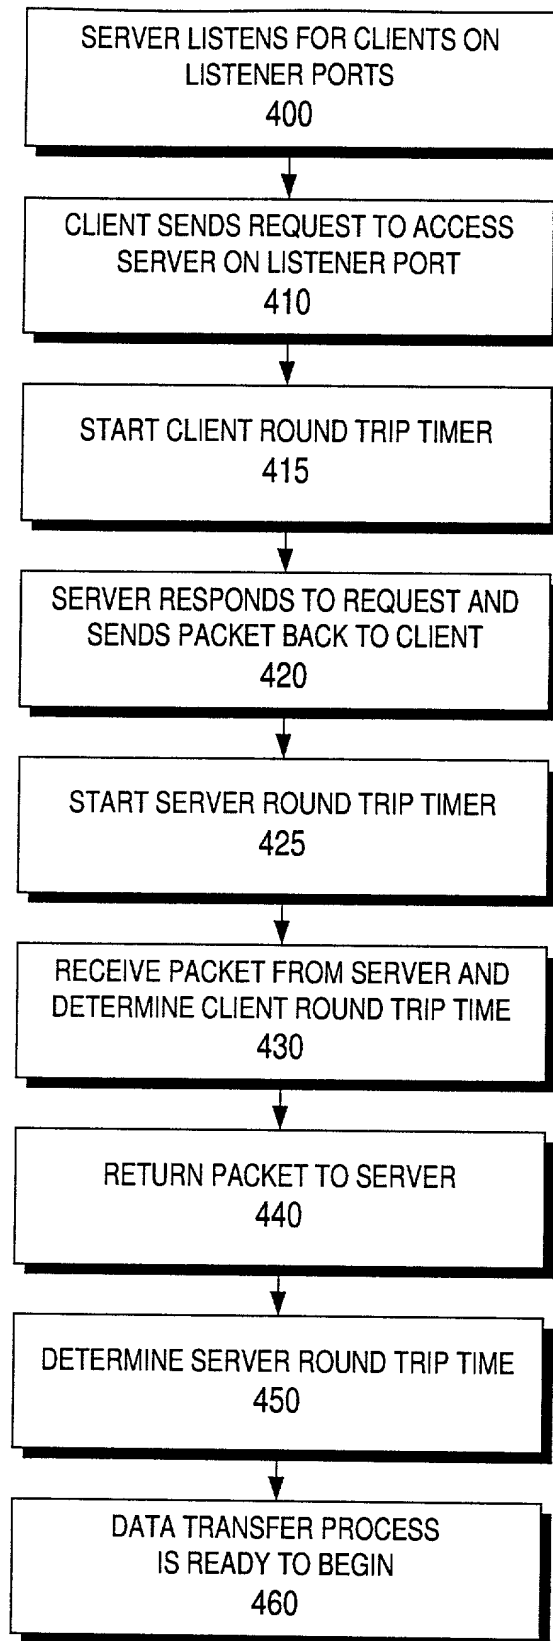 SERVER LISTENS FOR CLIENTS ON
LISTENER PORTS
400
CLIENT SENDS REQUEST TO ACCESS
SERVER ON LISTENER PORT
410
START CLIENT ROUND TRIP TIMER
415
SERVER RESPONDS TO REQUEST AND
SENDS PACKET BACK TO CLIENT
420
START SERVER ROUND TRIP TIMER
425
RECEIVE PACKET FROM SERVER AND
DETERMINE CLIENT ROUND TRIP TIME
430
RETURN PACKET TO SERVER
440
DETERMINE SERVER ROUND TRIP TIME
450
DATA TRANSFER PROCESS
IS READY TO BEGIN
460